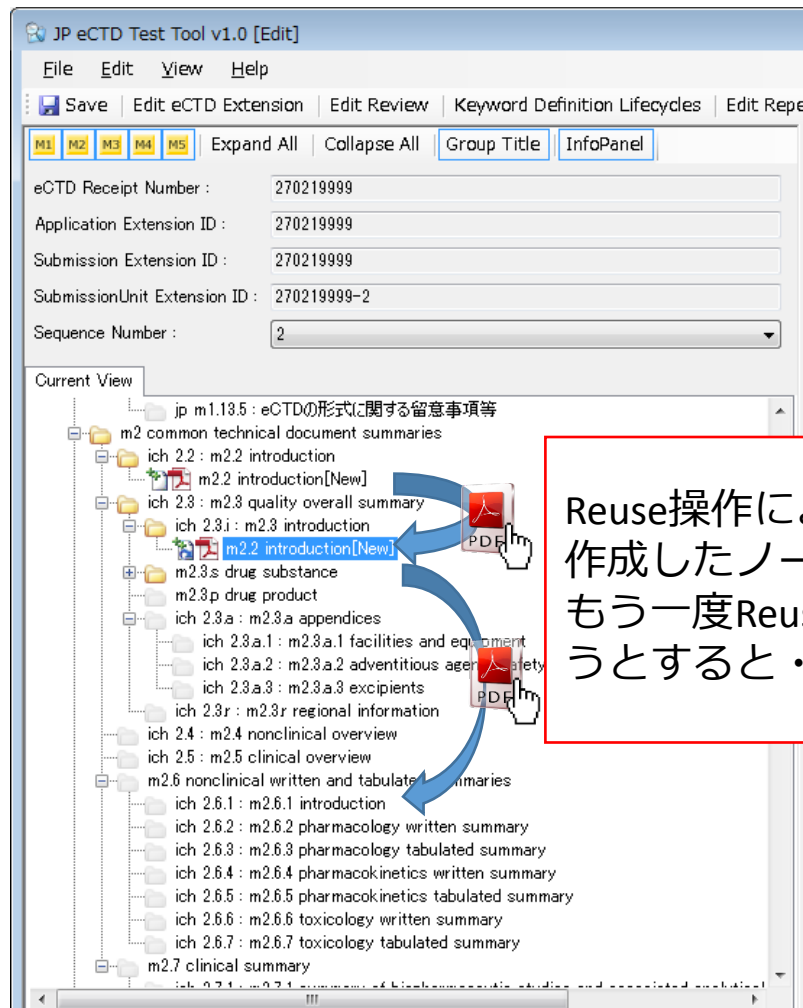 JP eCTD Test Tool v1.0 [Edit]
File Edit View Help
Save Edit eCTD Extension Edit Review Keyword Definition Lifecycles Edit Repe
M1 M2 M3 M4 M5 Expand All Collapse All Group Title InfoPanel
eCTD Receipt Number : 270219999
Application Extension ID : 270219999
Submission Extension ID : 270219999
SubmissionUnit Extension ID : 270219999-2
Sequence Number : 2
Current View
jp m1.13.5 : eCTDの形式に関する留意事項等
m2 common technical document summaries
ich 2.2 : m2.2 introduction
m2.2 introduction[New]
ich 2.3 : m2.3 quality overall summary
ich 2.3.i : m2.3 introduction
m2.2 introduction[New]
m2.3.s drug substance
m2.3.p drug product
ich 2.3.a : m2.3.a appendices
ich 2.3.a.1 : m2.3.a.1 facilities and equipment
ich 2.3.a.2 : m2.3.a.2 adventitious agen safety
ich 2.3.a.3 : m2.3.a.3 excipients
ich 2.3.r : m2.3.r regional information
ich 2.4 : m2.4 nonclinical overview
ich 2.5 : m2.5 clinical overview
m2.6 nonclinical written and tabulated summaries
ich 2.6.1 : m2.6.1 introduction
ich 2.6.2 : m2.6.2 pharmacology written summary
ich 2.6.3 : m2.6.3 pharmacology tabulated summary
ich 2.6.4 : m2.6.4 pharmacokinetics written summary
ich 2.6.5 : m2.6.5 pharmacokinetics tabulated summary
ich 2.6.6 : m2.6.6 toxicology written summary
ich 2.6.7 : m2.6.7 toxicology tabulated summary
m2.7 clinical summary
PDF
PDF
Reuse操作によ
作成したノー
もう一度Reus
うとすると・